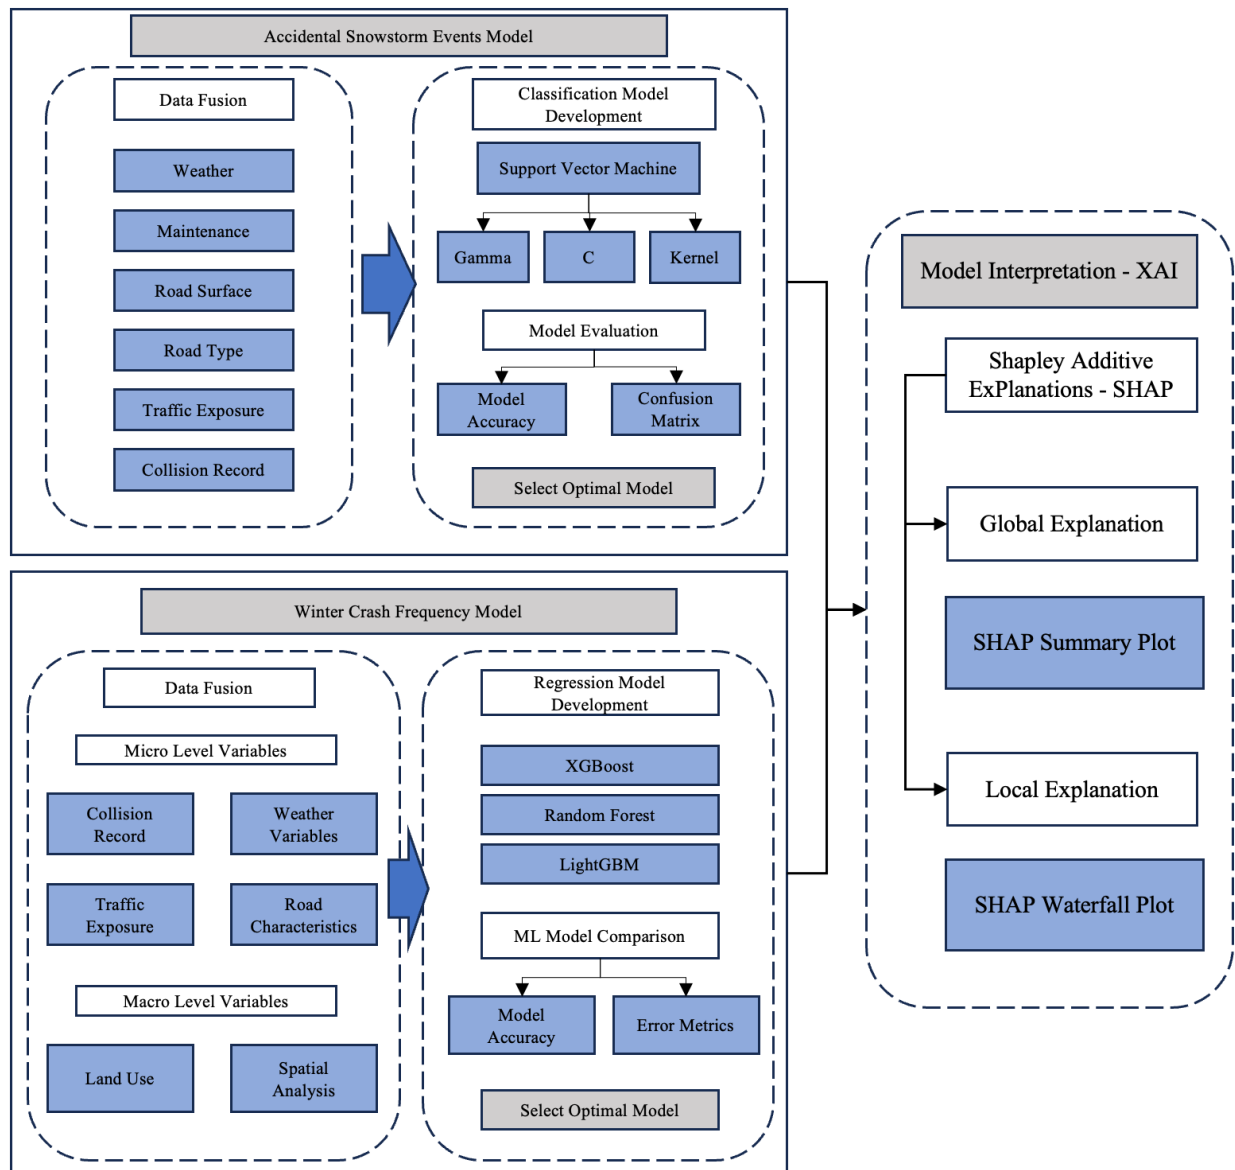 Accidental Snowstorm Events Model
Data Fusion
Weather
Maintenance
Road Surface
Road Type
Traffic Exposure
Collision Record
Classification Model
Development
Support Vector Machine
Gamma
C
Kernel
Model Evaluation
Model
Accuracy
Confusion
Matrix
Select Optimal Model
Winter Crash Frequency Model
Data Fusion
Micro Level Variables
Collision
Record
Weather
Variables
Traffic
Exposure
Road
Characteristics
Macro Level Variables
Land Use
Spatial
Analysis
Regression Model
Development
XGBoost
Random Forest
LightGBM
ML Model Comparison
Model
Accuracy
Error Metrics
Select Optimal Model
Model Interpretation - XAI
Shapley Additive
ExPlanations - SHAP
Global Explanation
SHAP Summary Plot
Local Explanation
SHAP Waterfall Plot